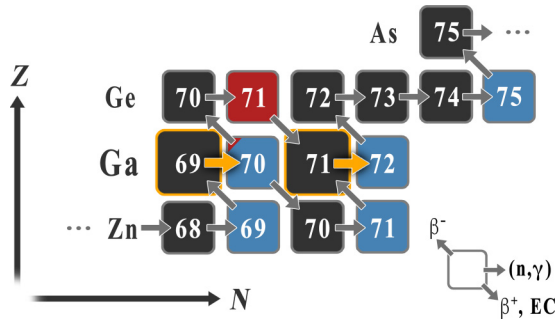 As 75 ...
Z
Ge 70 71 72 73 74 75
Ga 69 70 71 72
... Zn 68 69 70 71
β⁻
(n,γ)
N
β⁺, EC